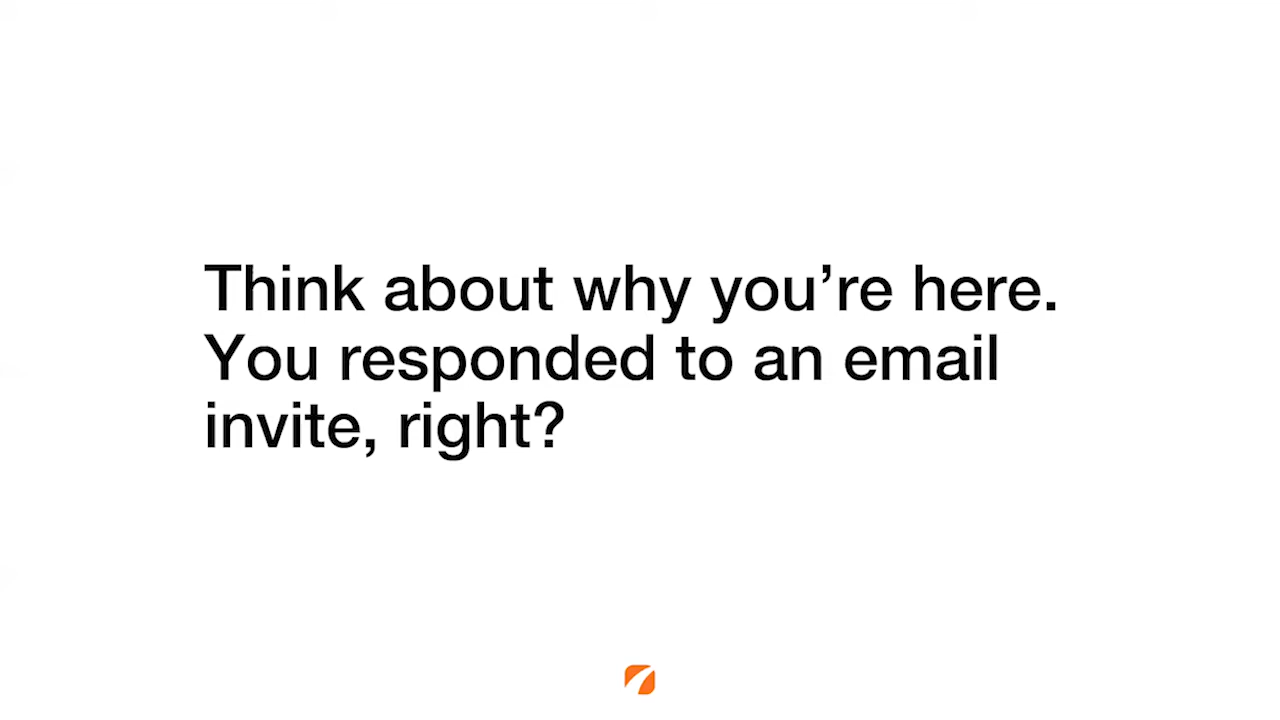 Think about why you’re here.
You responded to an email
invite, right?